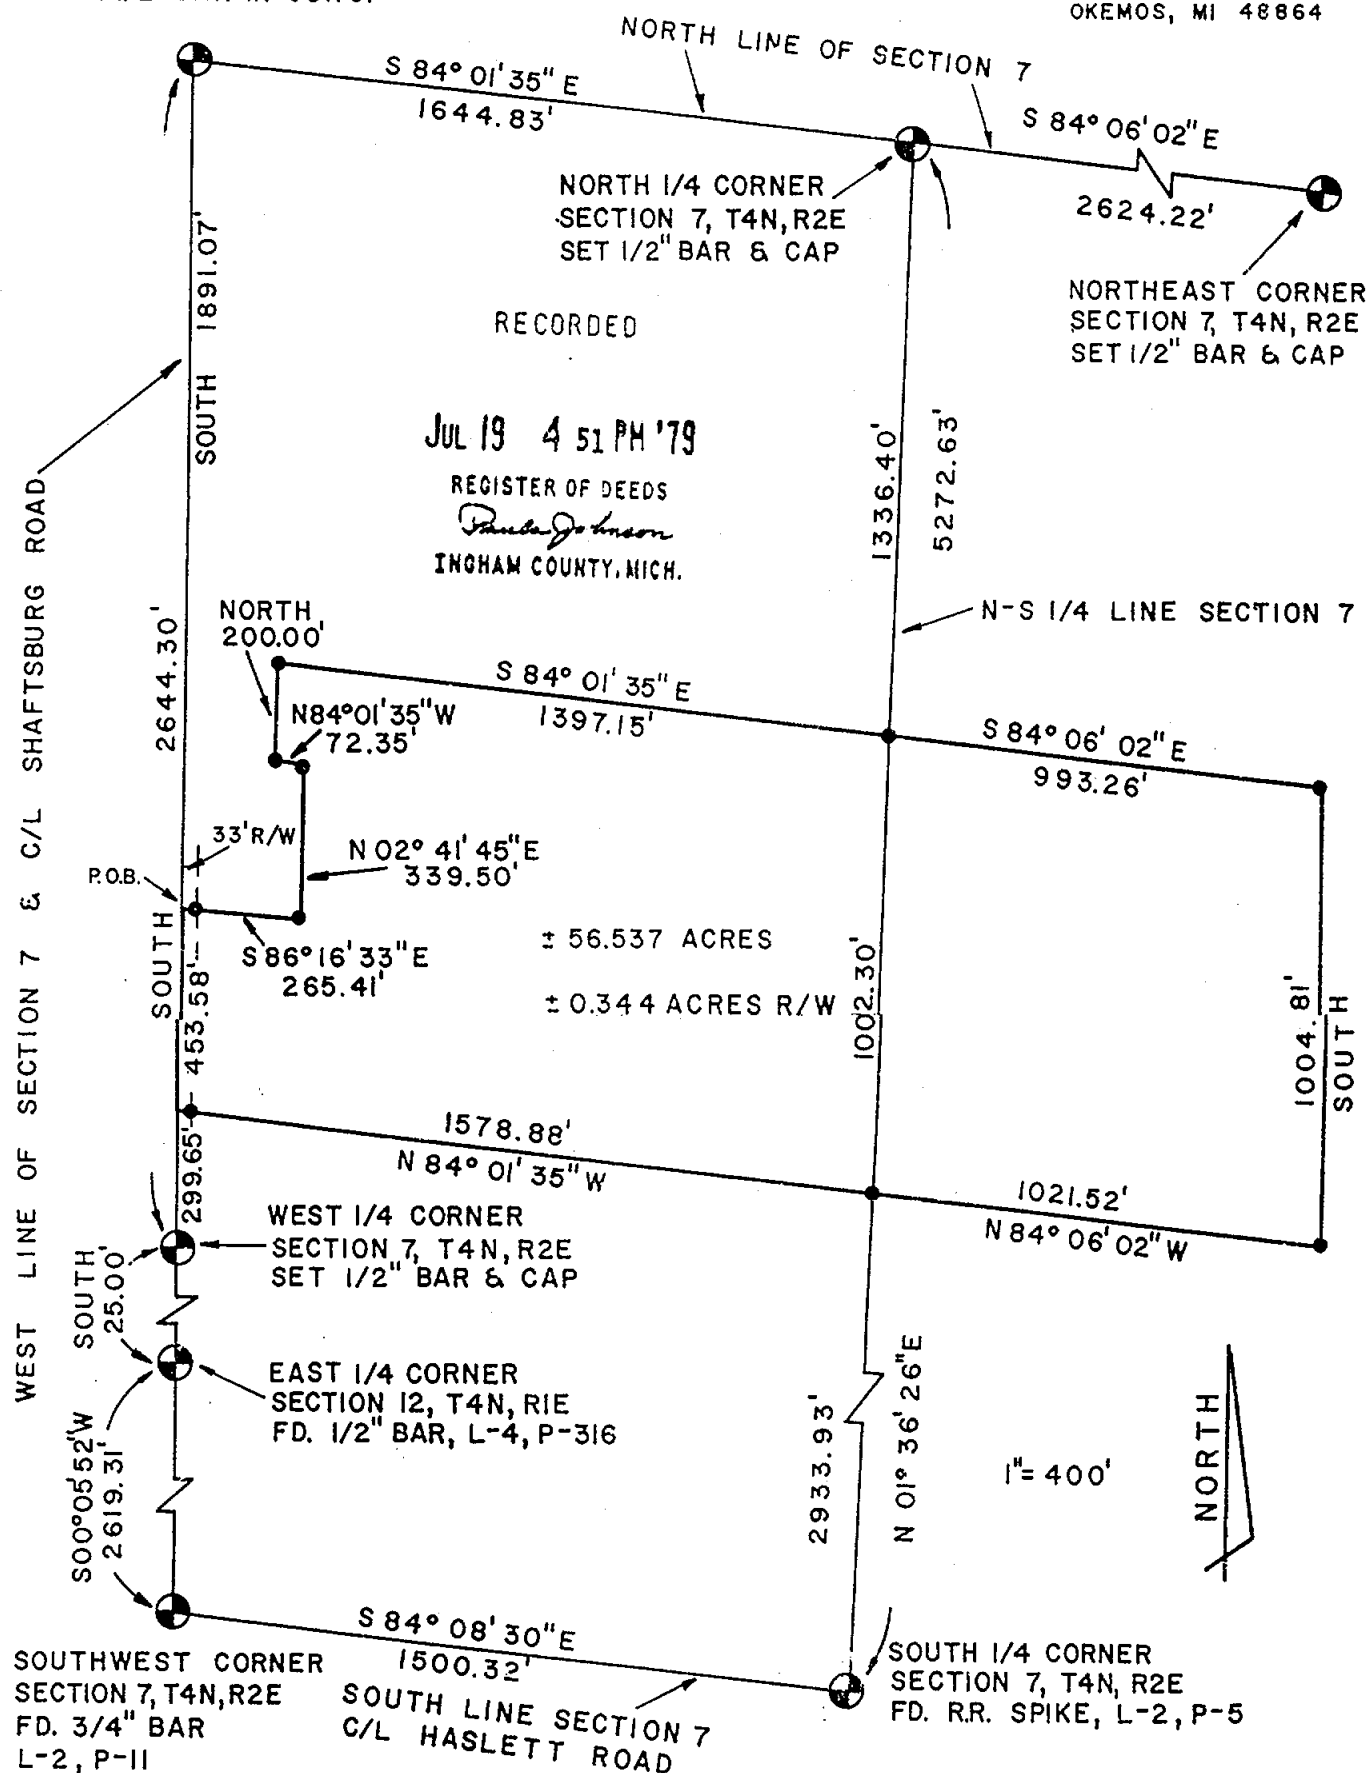 OKEMOS, MI 48864
NORTH LINE OF SECTION 7
S 84° 01' 35" E
1644.83'
S 84° 06' 02" E
2624.22'
NORTH 1/4 CORNER
SECTION 7, T4N, R2E
SET 1/2" BAR & CAP
NORTHEAST CORNER
SECTION 7, T4N, R2E
SET 1/2" BAR & CAP
SOUTH 1891.07'
RECORDED
JUL 19 4 51 PM '79
REGISTER OF DEEDS
Paula Johnson
INGHAM COUNTY, MICH.
1336.40'
5272.63'
WEST LINE OF SECTION 7 & C/L SHAFTSBURG ROAD
2644.30'
SOUTH
NORTH
200.00'
N-S 1/4 LINE SECTION 7
S 84° 01' 35" E
1397.15'
N84°01'35"W
72.35'
S 84° 06' 02" E
993.26'
33' R/W
N 02° 41' 45" E
339.50'
P.O.B.
S 86° 16' 33" E
265.41'
± 56.537 ACRES
± 0.344 ACRES R/W
453.58'
1002.30'
1004.81'
SOUTH
1578.88'
N 84° 01' 35" W
299.65'
1021.52'
N 84° 06' 02" W
WEST 1/4 CORNER
SECTION 7, T4N, R2E
SET 1/2" BAR & CAP
SOUTH
25.00'
EAST 1/4 CORNER
SECTION 12, T4N, R1E
FD. 1/2" BAR, L-4, P-316
S00°05'52"W
2619.31'
2933.93'
N 01° 36' 26" E
1"= 400'
NORTH
S 84° 08' 30" E
1500.32'
SOUTHWEST CORNER
SECTION 7, T4N, R2E
FD. 3/4" BAR
L-2, P-11
SOUTH LINE SECTION 7
C/L HASLETT ROAD
SOUTH 1/4 CORNER
SECTION 7, T4N, R2E
FD. R.R. SPIKE, L-2, P-5